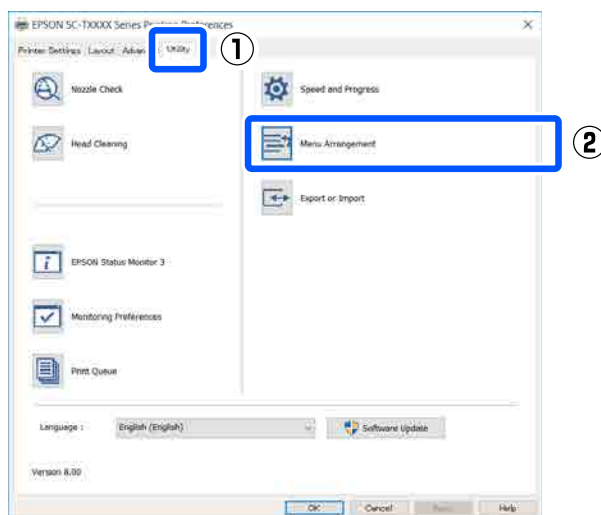 EPSON SC-TXXXX Series Printing Preferences
Printer Settings Layout Utility
①
Nozzle Check
Speed and Progress
Head Cleaning
Menu Arrangement
②
Export or Import
EPSON Status Monitor 3
Monitoring Preferences
Print Queue
Language : English (English)
Software Update
Version 8.00
OK Cancel Help